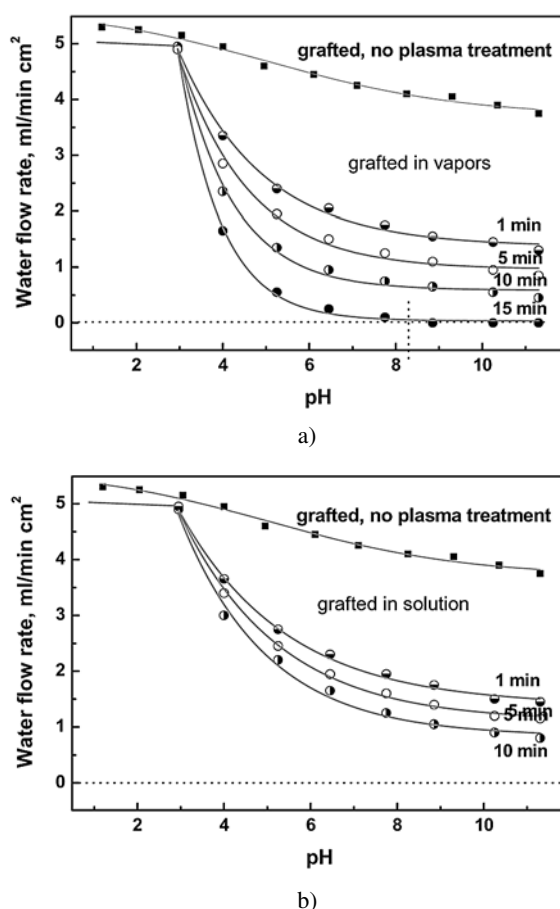 grafted, no plasma treatment
grafted in vapors
1 min
5 min
10 min
15 min
Water flow rate, ml/min cm²
5
4
3
2
1
0
2 4 6 8 10
pH
a)
grafted, no plasma treatment
grafted in solution
1 min
5 min
5 min
10 min
Water flow rate, ml/min cm²
5
4
3
2
1
0
2 4 6 8 10
pH
b)